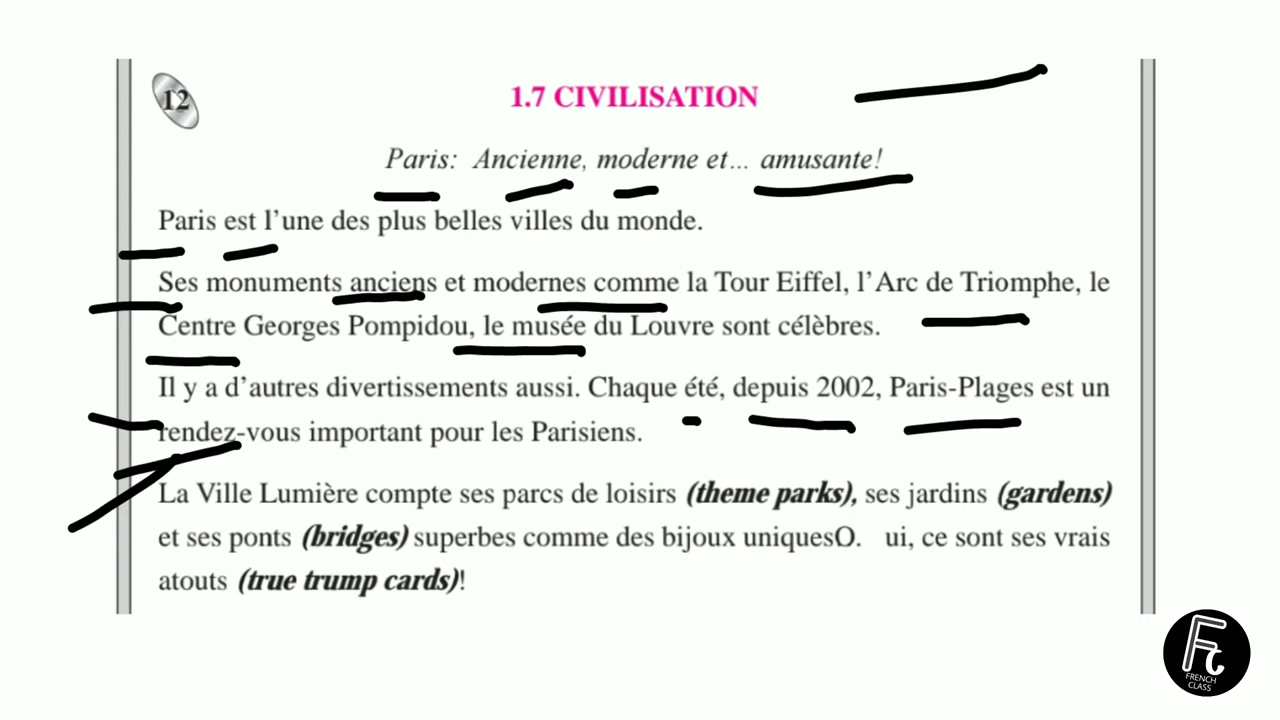 12
1.7 CIVILISATION
Paris: Ancienne, moderne et... amusante!
Paris est l'une des plus belles villes du monde.
Ses monuments anciens et modernes comme la Tour Eiffel, l'Arc de Triomphe, le
Centre Georges Pompidou, le musée du Louvre sont célèbres.
Il y a d'autres divertissements aussi. Chaque été, depuis 2002, Paris-Plages est un
rendez-vous important pour les Parisiens.
La Ville Lumière compte ses parcs de loisirs (theme parks), ses jardins (gardens)
et ses ponts (bridges) superbes comme des bijoux uniquesO. ui, ce sont ses vrais
atouts (true trump cards)!
Fc
FRENCH
CLASS